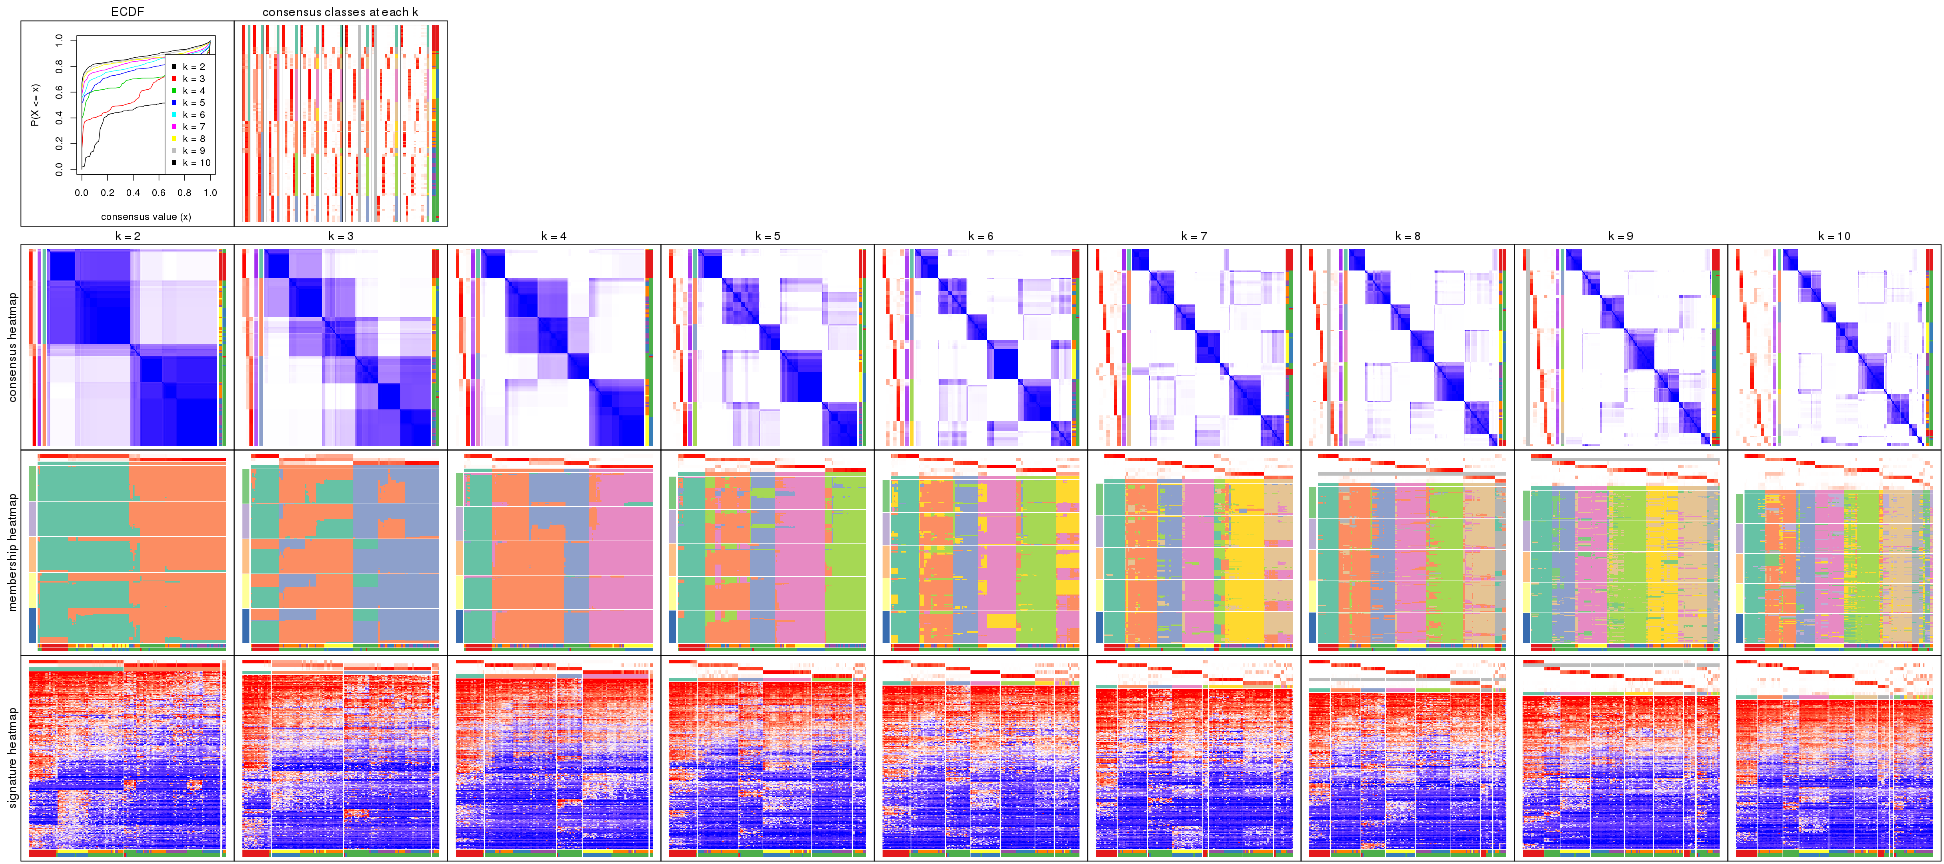 ECDF
consensus classes at each k
P(X <= x)
0.0 0.2 0.4 0.6 0.8 1.0
k = 2
k = 3
k = 4
k = 5
k = 6
k = 7
k = 8
k = 9
k = 10
0.0 0.2 0.4 0.6 0.8 1.0
consensus value (x)
k = 2 k = 3 k = 4 k = 5 k = 6 k = 7 k = 8 k = 9 k = 10
consensus heatmap
membership heatmap
signature heatmap